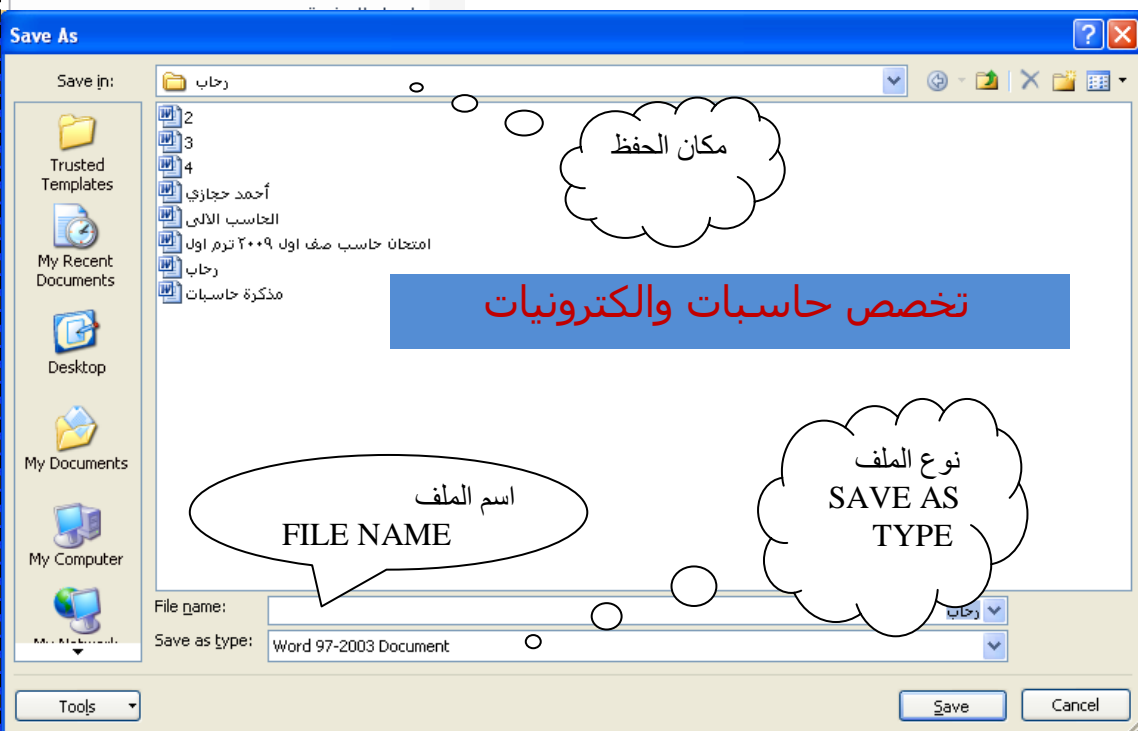 Save As
Save in:
رحاب
مكان الحفظ
2
3
4
أحمد حجازي
الحاسب الالى
امتحان حاسب صف اول ٢٠٠٩ ترم اول
رحاب
مذكرة حاسبات
Trusted
Templates
My Recent
Documents
Desktop
My Documents
My Computer
تخصص حاسبات والكترونيات
نوع الملف
SAVE AS
TYPE
اسم الملف
FILE NAME
File name:
رحاب
Save as type:
Word 97-2003 Document
Tools
Save
Cancel